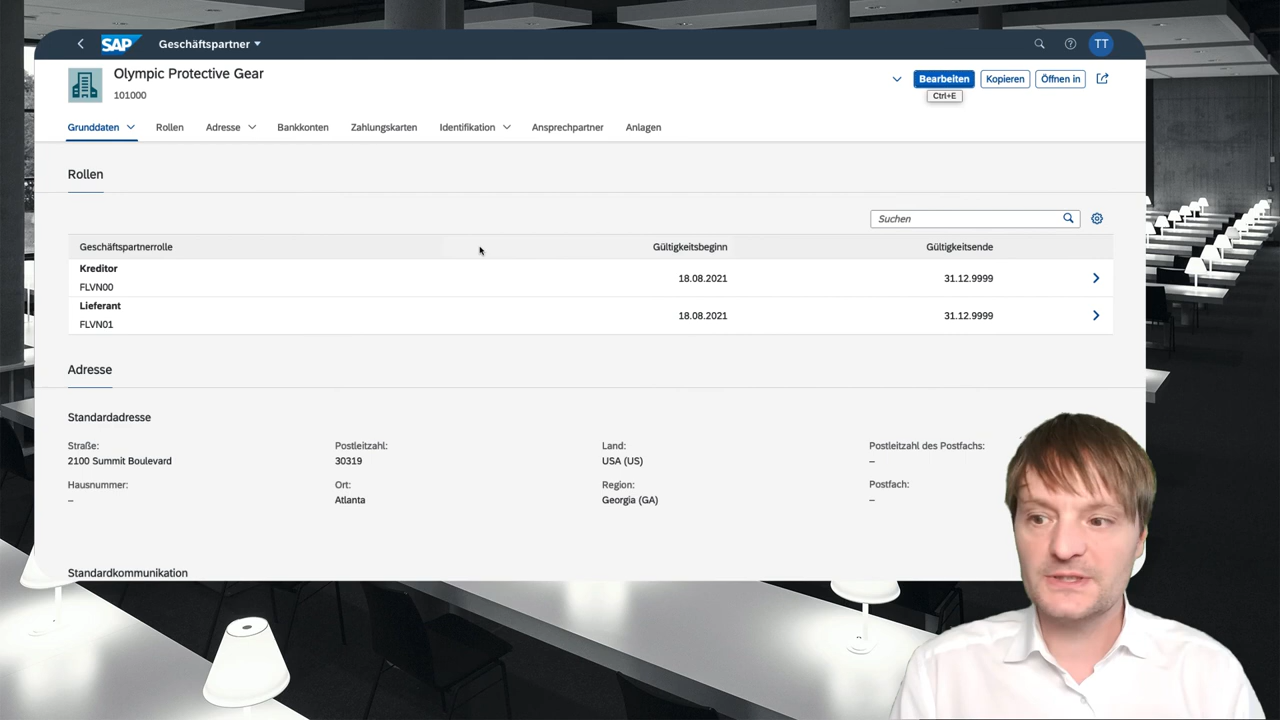 SAP Geschäftspartner TT
Olympic Protective Gear
101000
Bearbeiten Kopieren Öffnen in
Ctrl+E
Grunddaten Rollen Adresse Bankkonten Zahlungskarten Identifikation Ansprechpartner Anlagen
Rollen
Suchen
Geschäftspartnerrolle Gültigkeitsbeginn Gültigkeitsende
Kreditor
FLVN00 18.08.2021 31.12.9999
Lieferant
FLVN01 18.08.2021 31.12.9999
Adresse
Standardadresse
Straße: Postleitzahl: Land: Postleitzahl des Postfachs:
2100 Summit Boulevard 30319 USA (US) –
Hausnummer: Ort: Region: Postfach:
– Atlanta Georgia (GA) –
Standardkommunikation